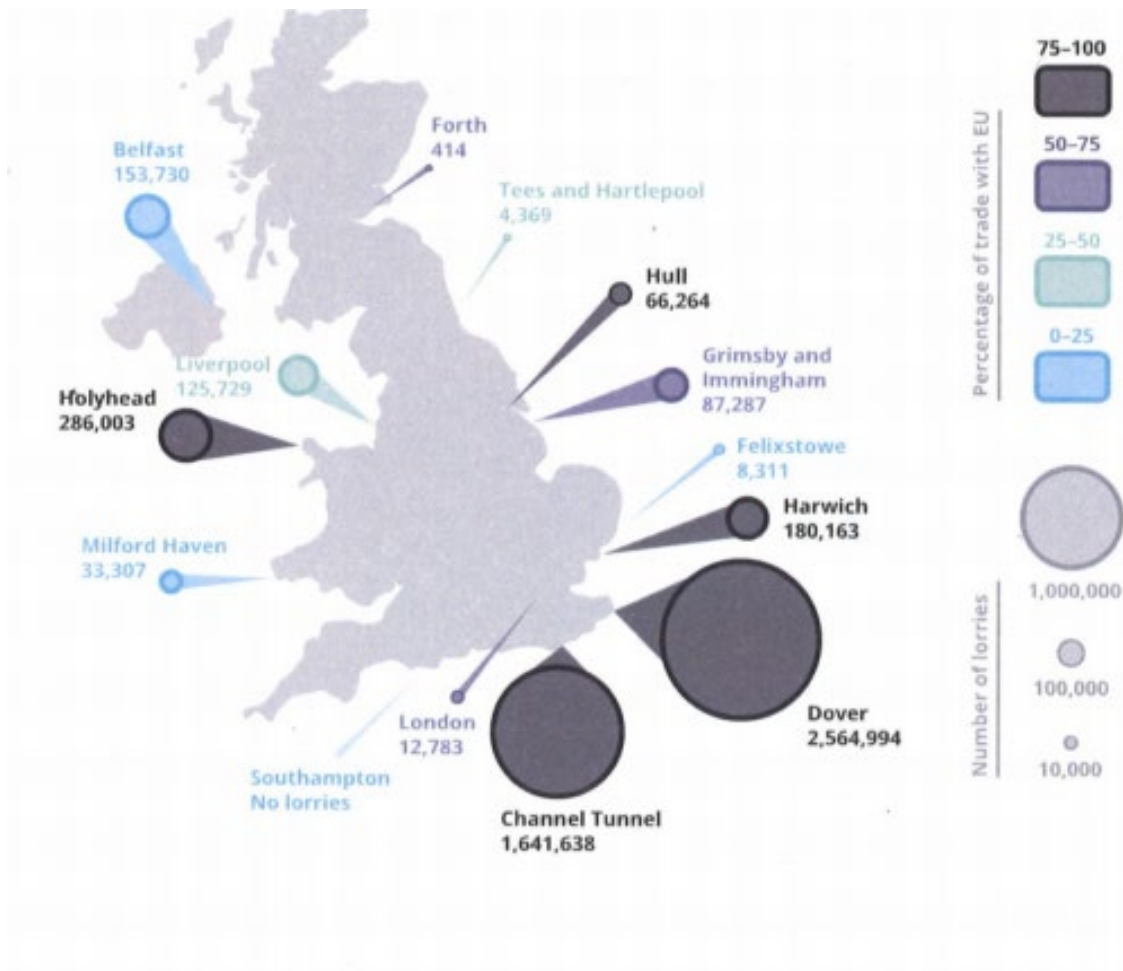 Forth
414
Belfast
153,730
Tees and Hartlepool
4,369
Hull
66,264
Grimsby and
Immingham
87,287
Liverpool
125,729
Holyhead
286,003
Felixstowe
8,311
Harwich
180,163
Milford Haven
33,307
London
12,783
Dover
2,564,994
Southampton
No lorries
Channel Tunnel
1,641,638
Percentage of trade with EU
75–100
50–75
25–50
0–25
Number of lorries
1,000,000
100,000
10,000